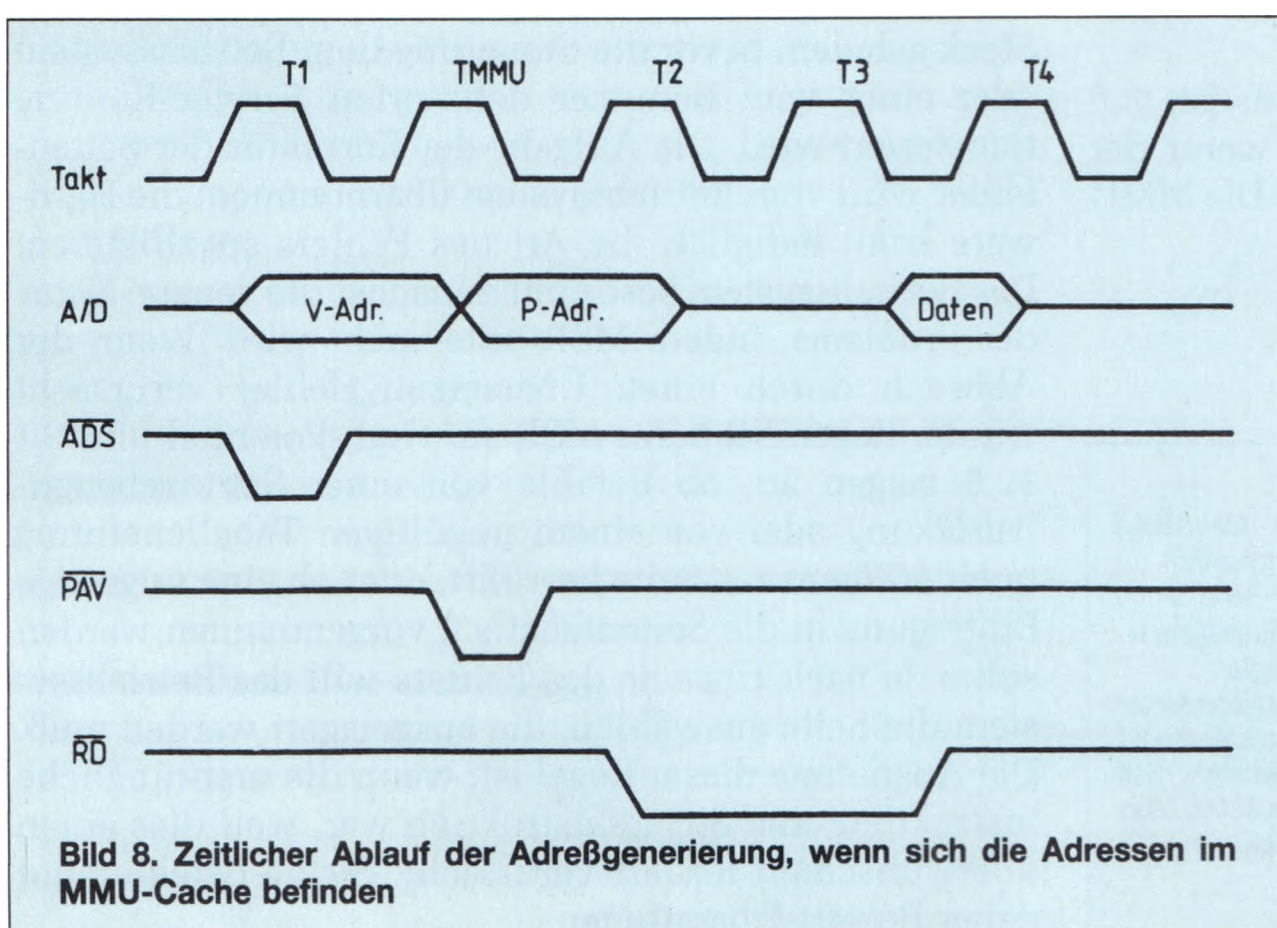 T1 TMMU T2 T3 T4
Takt
A/D V-Adr. P-Adr. Daten
ADS
PAV
RD
Bild 8. Zeitlicher Ablauf der Adreßgenerierung, wenn sich die Adressen im
MMU-Cache befinden